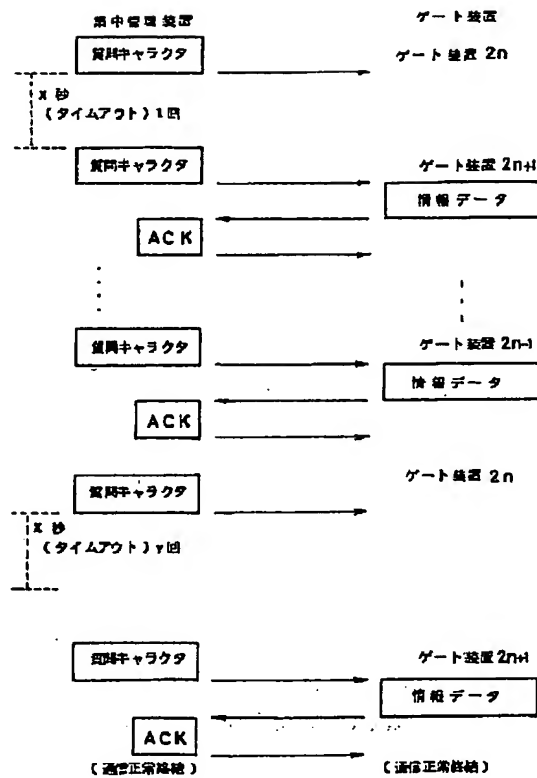 集中管理装置 ゲート装置
質問キャラクタ ゲート装置 2n
X 秒
(タイムアウト) 1回
質問キャラクタ ゲート装置 2n+1
情報データ
ACK
質問キャラクタ ゲート装置 2n-1
情報データ
ACK
質問キャラクタ ゲート装置 2n
X 秒
(タイムアウト) y回
質問キャラクタ ゲート装置 2n+1
情報データ
ACK
(通信正常終結) (通信正常終結)